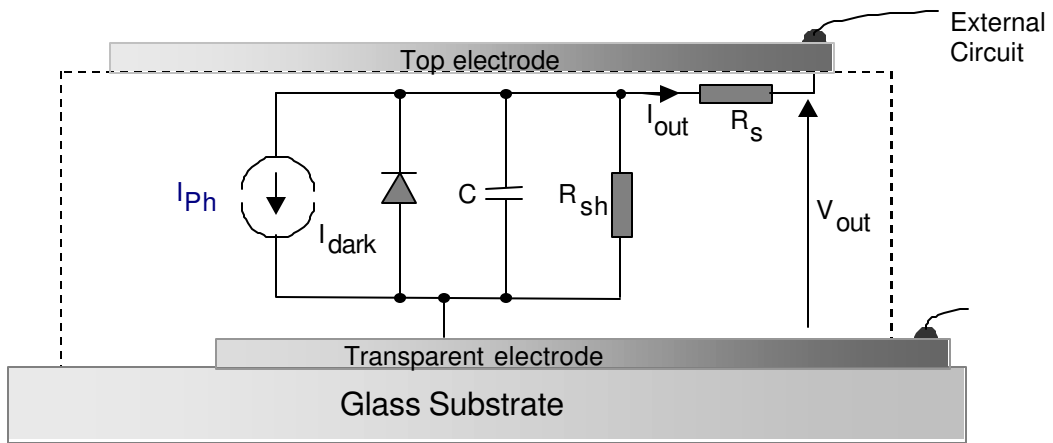 External
Circuit
Top electrode
I_out
R_s
I_Ph
I_dark
C
R_sh
V_out
Transparent electrode
Glass Substrate